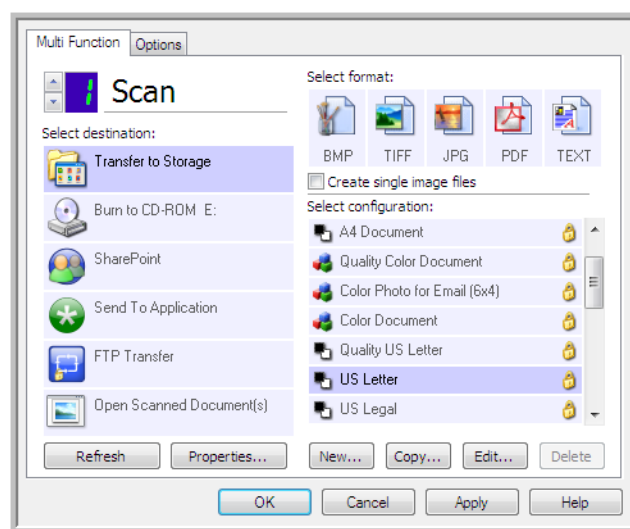 Multi Function
Options
1
Scan
Select destination:
Transfer to Storage
Burn to CD-ROM E:
SharePoint
Send To Application
FTP Transfer
Open Scanned Document(s)
Refresh
Properties...
Select format:
BMP TIFF JPG PDF TEXT
Create single image files
Select configuration:
A4 Document
Quality Color Document
Color Photo for Email (6x4)
Color Document
Quality US Letter
US Letter
US Legal
New... Copy... Edit... Delete
OK Cancel Apply Help